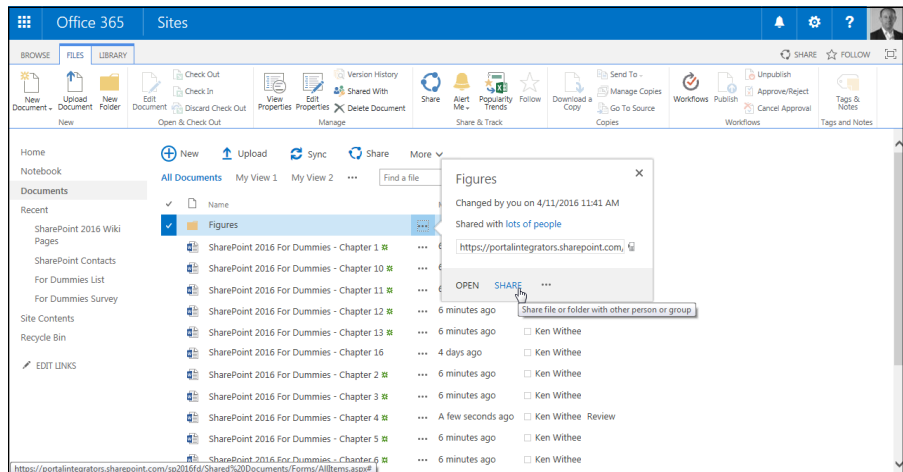 Office 365 Sites ?
BROWSE FILES LIBRARY SHARE FOLLOW
New Document
Upload Document
New Folder
New
Edit Document
Check Out
Check In
Discard Check Out
Open & Check Out
View Properties
Edit Properties
Version History
Shared With
Delete Document
Manage
Share
Alert Me
Popularity Trends
Follow
Share & Track
Download a Copy
Send To
Manage Copies
Go To Source
Copies
Workflows
Publish
Unpublish
Approve/Reject
Cancel Approval
Workflows
Tags & Notes
Tags and Notes
Home
Notebook
Documents
Recent
SharePoint 2016 Wiki
Pages
SharePoint Contacts
For Dummies List
For Dummies Survey
Site Contents
Recycle Bin
EDIT LINKS
New Upload Sync Share More
All Documents My View 1 My View 2 ••• Find a file
Name
Figures •••
SharePoint 2016 For Dummies - Chapter 1 ••• 6
SharePoint 2016 For Dummies - Chapter 10 ••• 6
SharePoint 2016 For Dummies - Chapter 11 ••• 6
SharePoint 2016 For Dummies - Chapter 12 ••• 6 minutes ago
SharePoint 2016 For Dummies - Chapter 13 ••• 6 minutes ago Ken Withee
SharePoint 2016 For Dummies - Chapter 16 ••• 4 days ago Ken Withee
SharePoint 2016 For Dummies - Chapter 2 ••• 6 minutes ago Ken Withee
SharePoint 2016 For Dummies - Chapter 3 ••• 6 minutes ago Ken Withee
SharePoint 2016 For Dummies - Chapter 4 ••• A few seconds ago Ken Withee Review
SharePoint 2016 For Dummies - Chapter 5 ••• 6 minutes ago Ken Withee
SharePoint 2016 For Dummies - Chapter 6 ••• 6 minutes ago Ken Withee
Figures
Changed by you on 4/11/2016 11:41 AM
Shared with lots of people
https://portalintegrators.sharepoint.com,
OPEN SHARE •••
Share file or folder with other person or group
https://portalintegrators.sharepoint.com/sp2016fd/Shared%20Documents/Forms/AllItems.aspx#